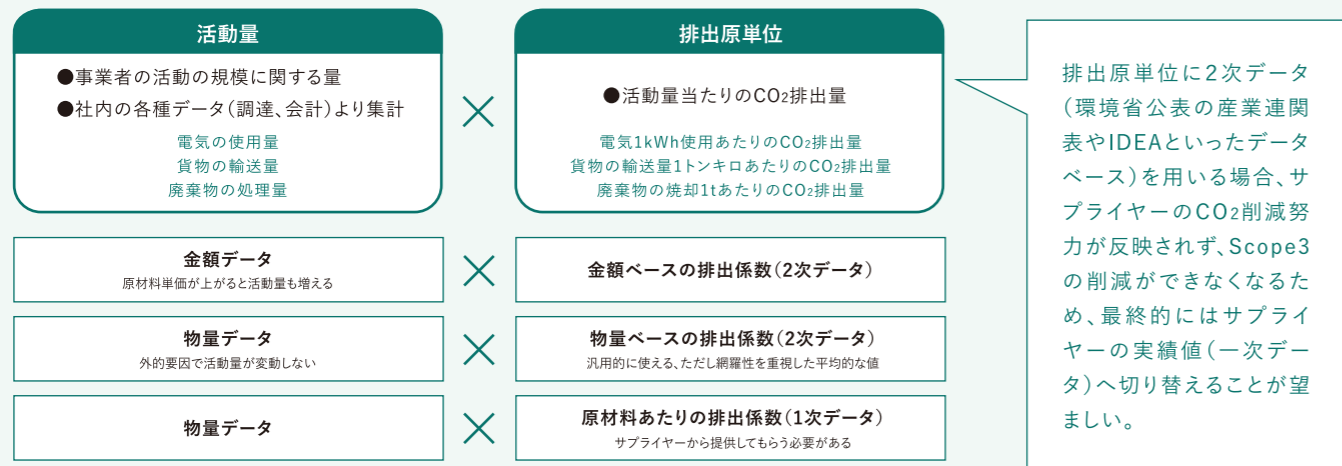 活動量
●事業者の活動の規模に関する量
●社内の各種データ(調達、会計)より集計
電気の使用量
貨物の輸送量
廃棄物の処理量
×
排出原単位
●活動量当たりのCO2排出量
電気1kWh使用あたりのCO2排出量
貨物の輸送量1トンキロあたりのCO2排出量
廃棄物の焼却1tあたりのCO2排出量
金額データ
原材料単価が上がると活動量も増える
×
金額ベースの排出係数(2次データ)
物量データ
外的要因で活動量が変動しない
×
物量ベースの排出係数(2次データ)
汎用的に使える、ただし網羅性を重視した平均的な値
物量データ
×
原材料あたりの排出係数(1次データ)
サプライヤーから提供してもらう必要がある
排出原単位に2次データ
(環境省公表の産業連関
表やIDEAといったデータ
ベース)を用いる場合、サ
プライヤーのCO2削減努
力が反映されず、Scope3
の削減ができなくなるた
め、最終的にはサプライ
ヤーの実績値(一次デー
タ)へ切り替えることが望
ましい。